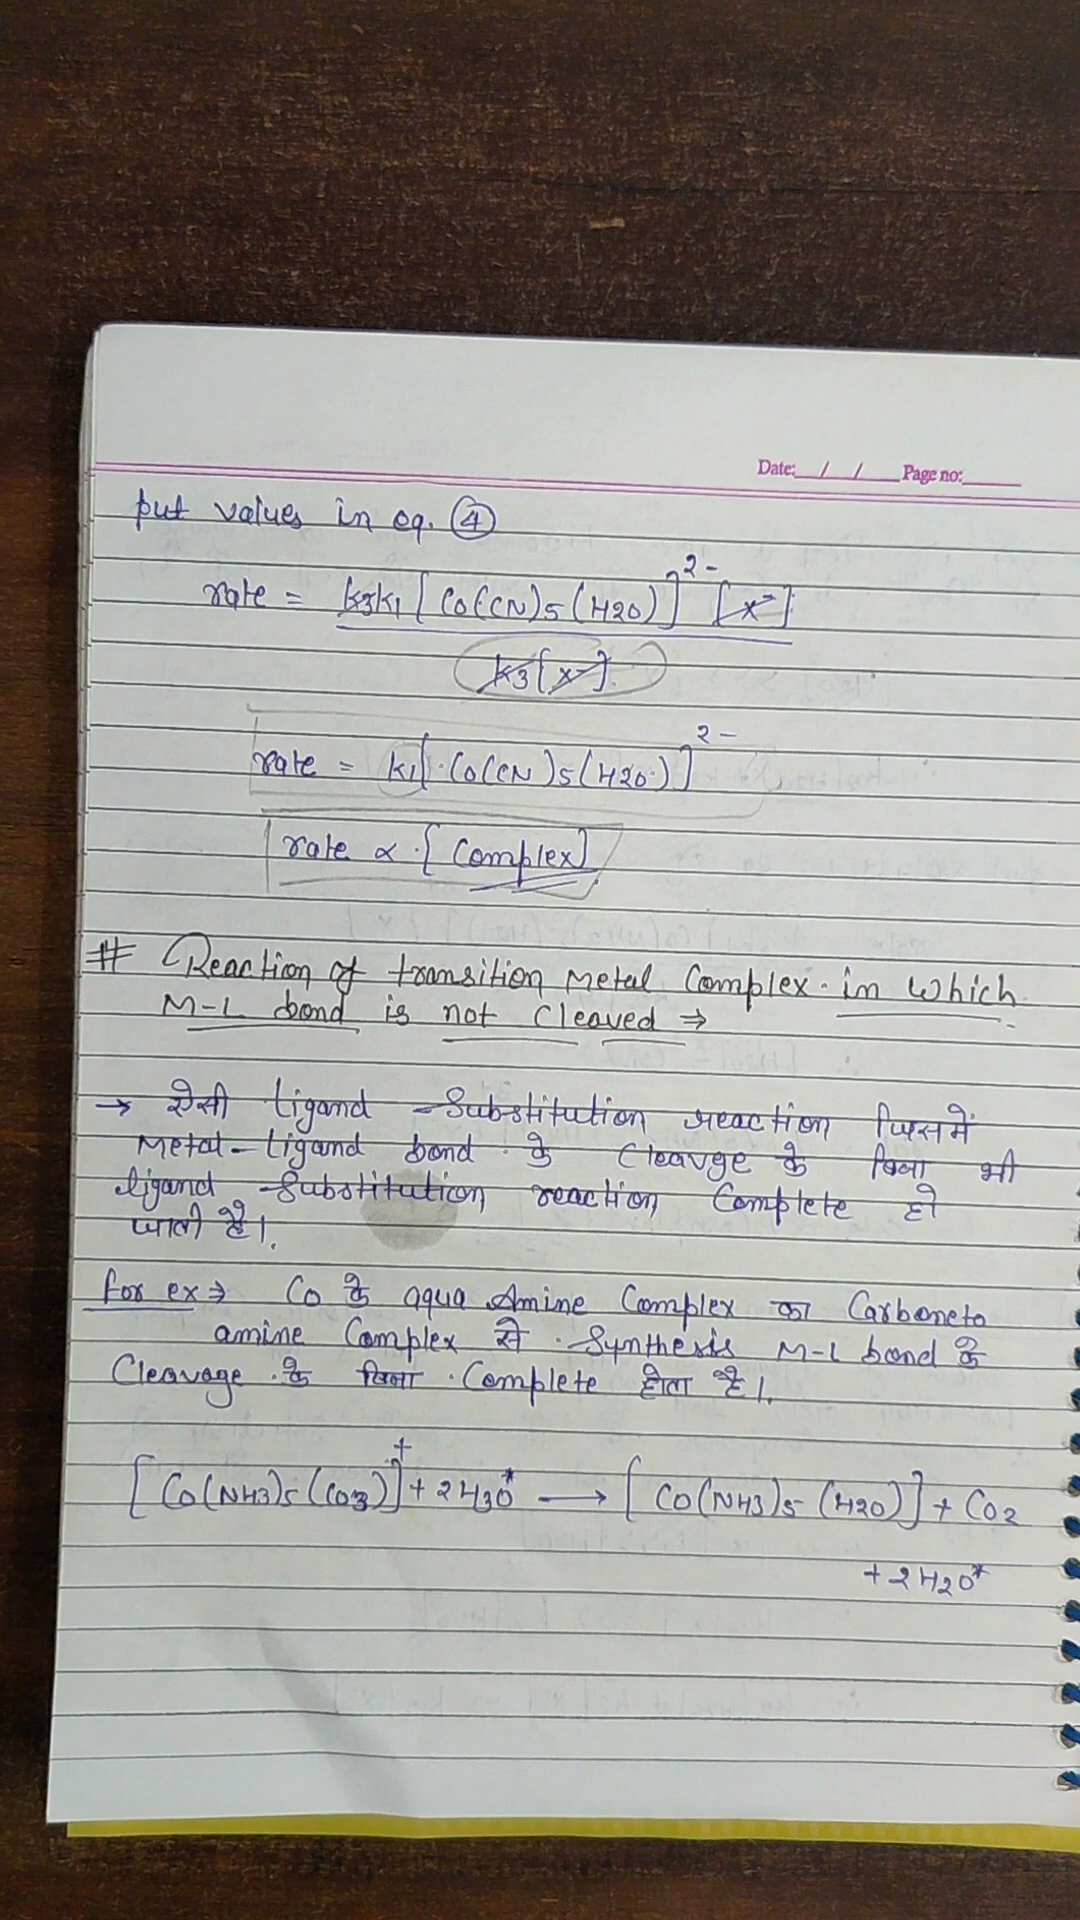 Date: / / Page no:
put values in eq. ④
rate = k3k1 [Co(CN)5(H2O)]²⁻ [x⁻]
k3[x⁻]
rate = k1[Co(CN)5(H2O)]²⁻
rate ∝ [Complex]
# Reaction of transition Metal Complex in which
M-L bond is not cleaved ⇒
→ ऐसी ligand Substitution reaction जिसमें
Metal-ligand bond के Cleavge के बिना भी
ligand Substitution reaction Complete हो
जाती है।
for ex ⇒ Co के aqua Amine Complex का Carboneto
amine Complex से Synthesis M-L bond के
Cleavage के बिना Complete होता है।
[Co(NH3)5(CO3)]⁺ + 2H3O* → [Co(NH3)5(H2O)] + CO2
+ 2H2O*